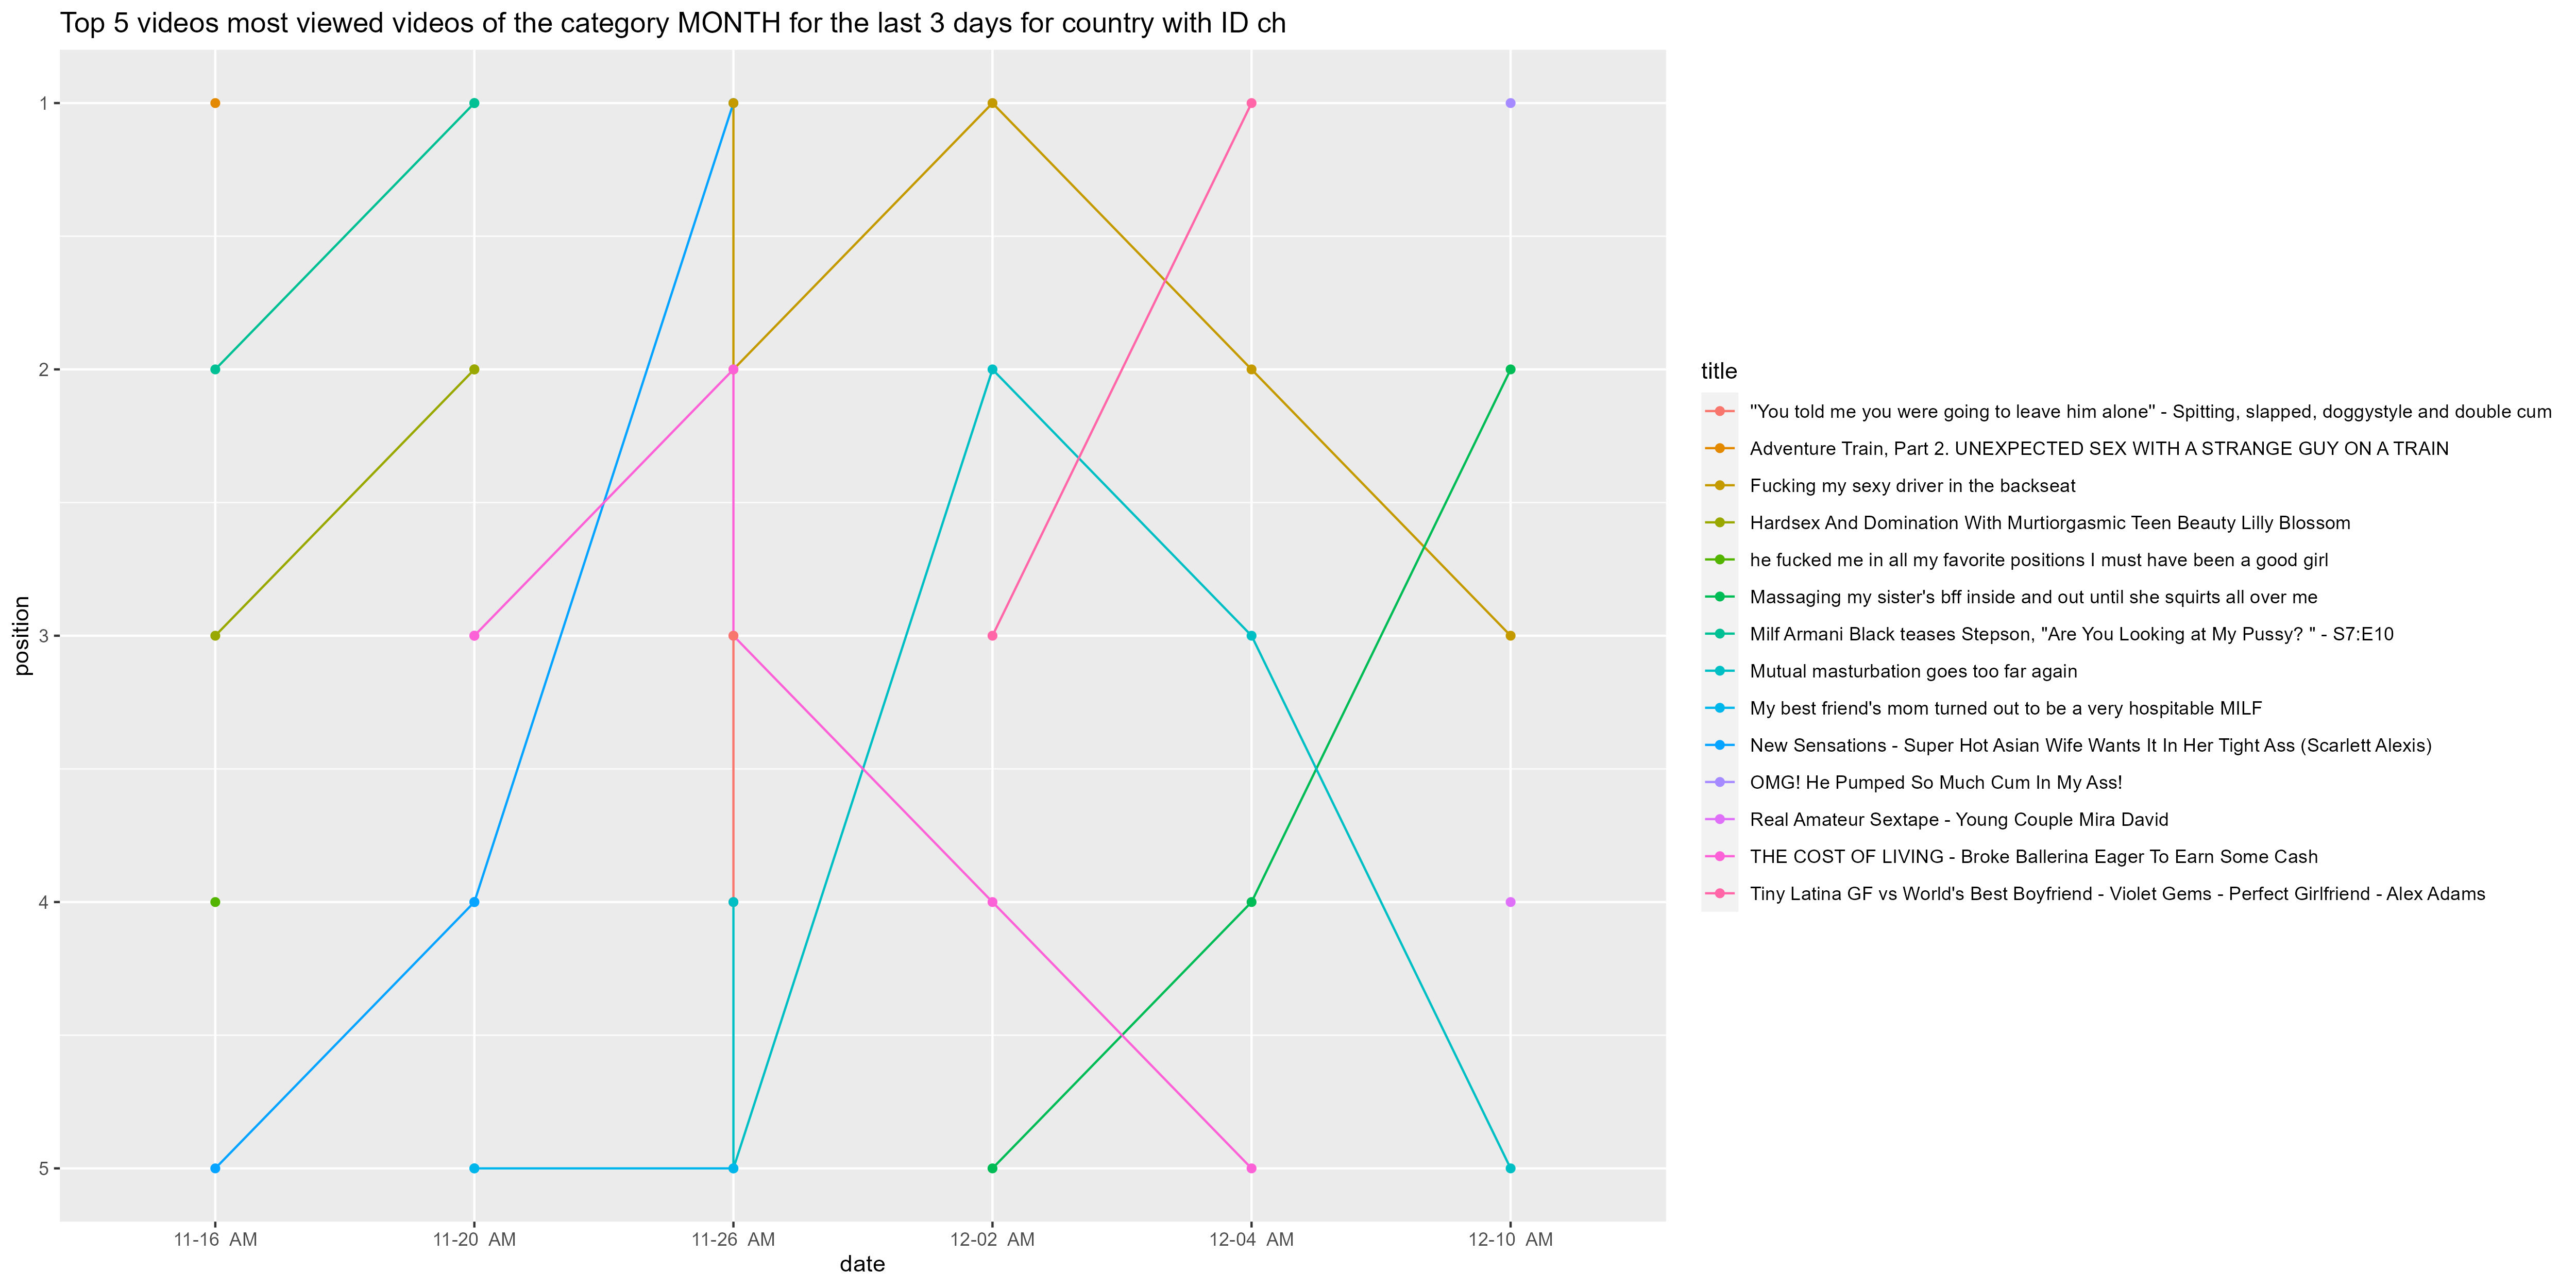 Top 5 videos most viewed videos of the category MONTH for the last 3 days for country with ID ch
1
2
3
4
5
position
11-16 AM
11-20 AM
11-26 AM
12-02 AM
12-04 AM
12-10 AM
date
title
"You told me you were going to leave him alone" - Spitting, slapped, doggystyle and double cum
Adventure Train, Part 2. UNEXPECTED SEX WITH A STRANGE GUY ON A TRAIN
Fucking my sexy driver in the backseat
Hardsex And Domination With Murtiorgasmic Teen Beauty Lilly Blossom
he fucked me in all my favorite positions I must have been a good girl
Massaging my sister's bff inside and out until she squirts all over me
Milf Armani Black teases Stepson, "Are You Looking at My Pussy? " - S7:E10
Mutual masturbation goes too far again
My best friend's mom turned out to be a very hospitable MILF
New Sensations - Super Hot Asian Wife Wants It In Her Tight Ass (Scarlett Alexis)
OMG! He Pumped So Much Cum In My Ass!
Real Amateur Sextape - Young Couple Mira David
THE COST OF LIVING - Broke Ballerina Eager To Earn Some Cash
Tiny Latina GF vs World's Best Boyfriend - Violet Gems - Perfect Girlfriend - Alex Adams